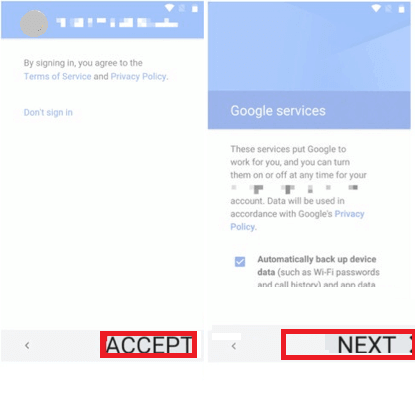 By signing in, you agree to the
Terms of Service and Privacy Policy.
Don't sign in
ACCEPT
Google services
These services put Google to
work for you, and you can turn
them on or off at any time for your
account. Data will be used in
accordance with Google's Privacy
Policy.
Automatically back up device
data (such as Wi-Fi passwords
and call history) and app data
NEXT